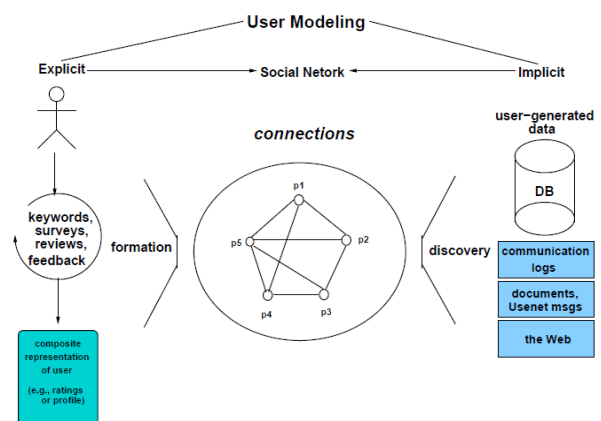 User Modeling
Explicit
Social Netork
Implicit
connections
user-generated
data
DB
p1
p2
p5
p4
p3
keywords,
surveys,
reviews,
feedback
formation
discovery
communication
logs
documents,
Usenet msgs
the Web
composite
representation
of user
(e.g., ratings
or profile)